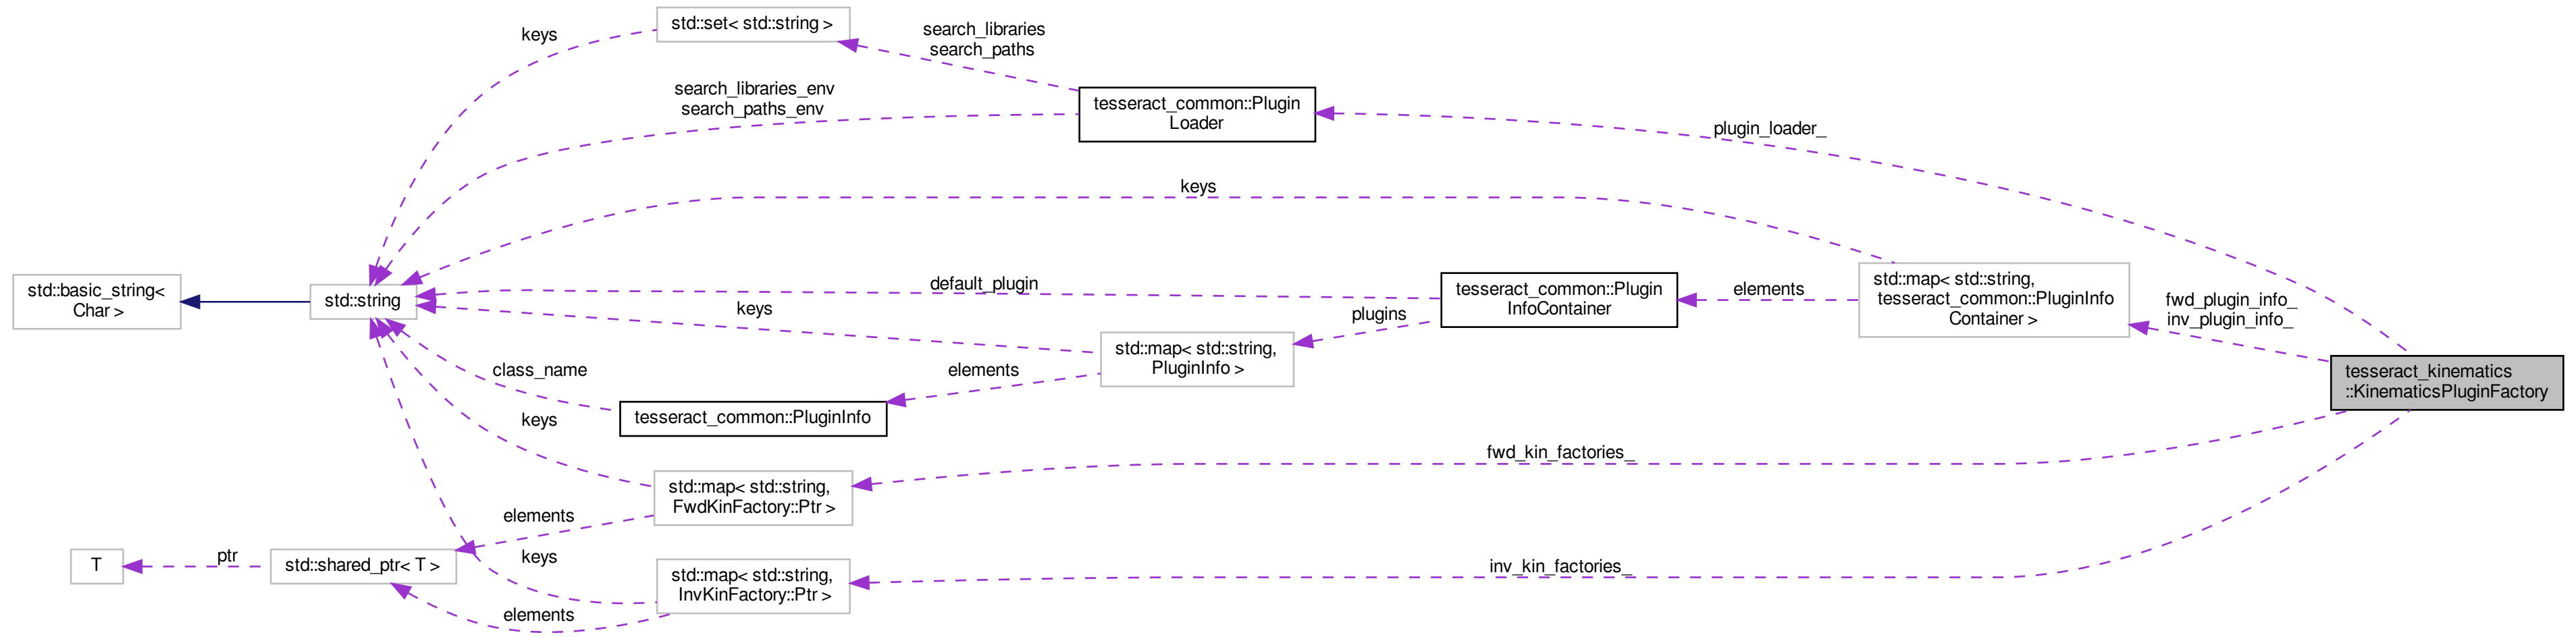 keys
std::set< std::string >
search_libraries
search_paths
search_libraries_env
search_paths_env
tesseract_common::Plugin
Loader
plugin_loader_
keys
std::basic_string<
Char >
std::string
default_plugin
keys
tesseract_common::Plugin
InfoContainer
elements
std::map< std::string,
tesseract_common::PluginInfo
Container >
fwd_plugin_info_
inv_plugin_info_
plugins
std::map< std::string,
PluginInfo >
class_name
elements
tesseract_common::PluginInfo
tesseract_kinematics
::KinematicsPluginFactory
keys
fwd_kin_factories_
std::map< std::string,
FwdKinFactory::Ptr >
elements
T
ptr
std::shared_ptr< T >
keys
std::map< std::string,
InvKinFactory::Ptr >
inv_kin_factories_
elements